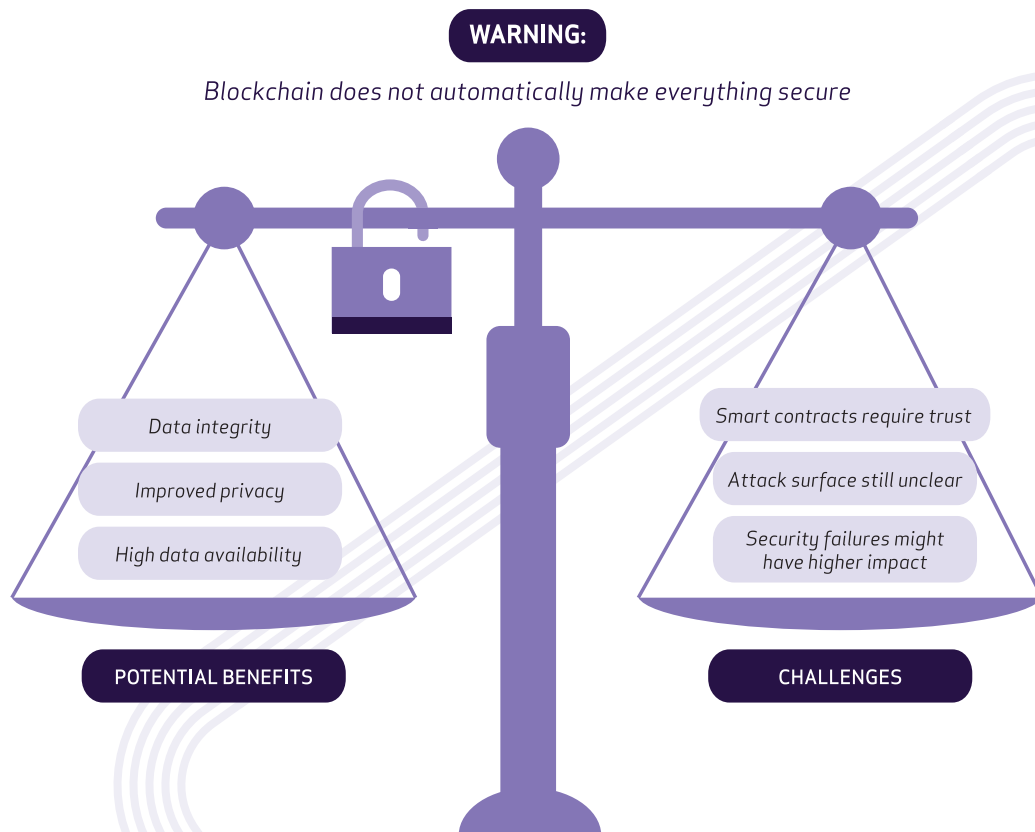 WARNING:
Blockchain does not automatically make everything secure
Data integrity
Improved privacy
High data availability
POTENTIAL BENEFITS
Smart contracts require trust
Attack surface still unclear
Security failures might
have higher impact
CHALLENGES